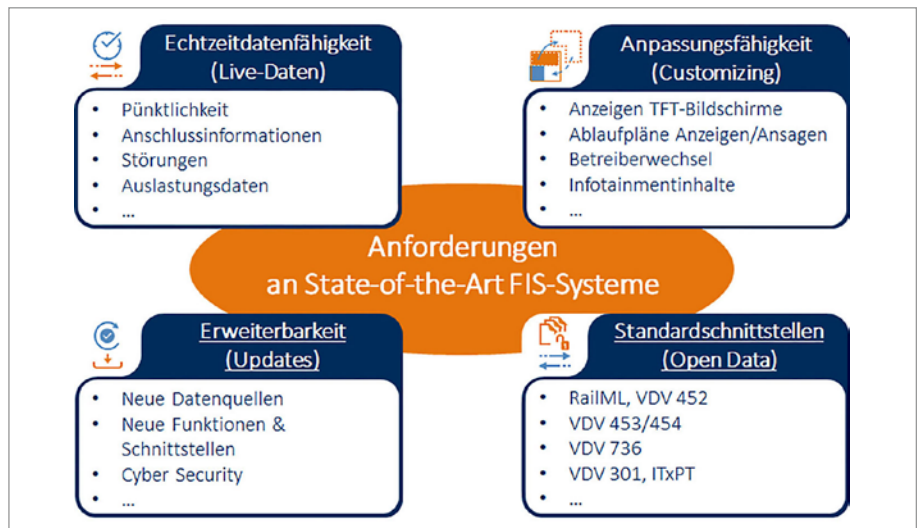 Echtzeitdatenfähigkeit
(Live-Daten)
• Pünktlichkeit
• Anschlussinformationen
• Störungen
• Auslastungsdaten
• ...
Anpassungsfähigkeit
(Customizing)
• Anzeigen TFT-Bildschirme
• Ablaufpläne Anzeigen/Ansagen
• Betreiberwechsel
• Infotainmentinhalte
• ...
Anforderungen
an State-of-the-Art FIS-Systeme
Erweiterbarkeit
(Updates)
• Neue Datenquellen
• Neue Funktionen &
Schnittstellen
• Cyber Security
• ...
Standardschnittstellen
(Open Data)
• RailML, VDV 452
• VDV 453/454
• VDV 736
• VDV 301, ITxPT
• ...